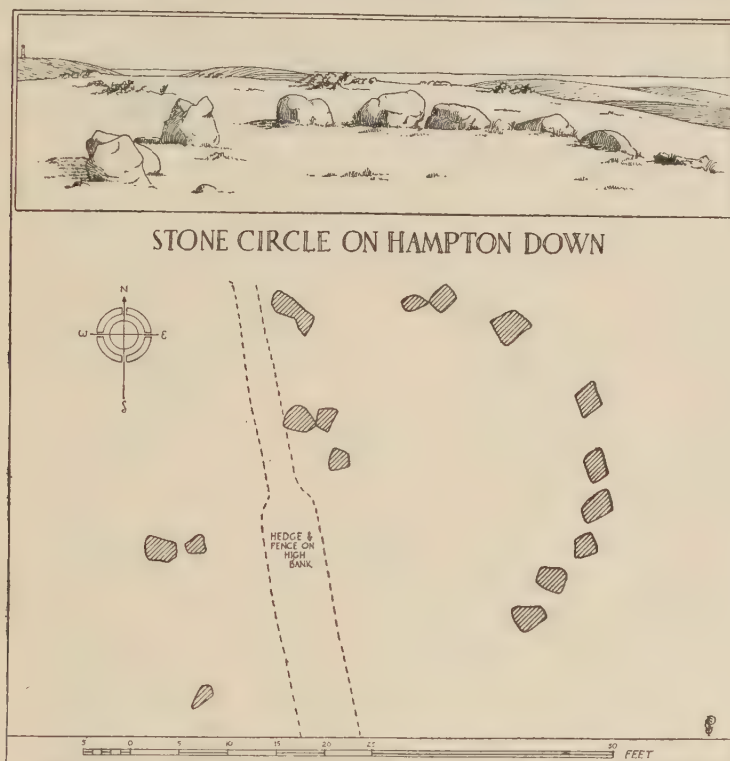 STONE CIRCLE ON HAMPTON DOWN
N
W E
S
HEDGE &
FENCE ON
HIGH
BANK
5 0 5 10 15 20 25 50 FEET